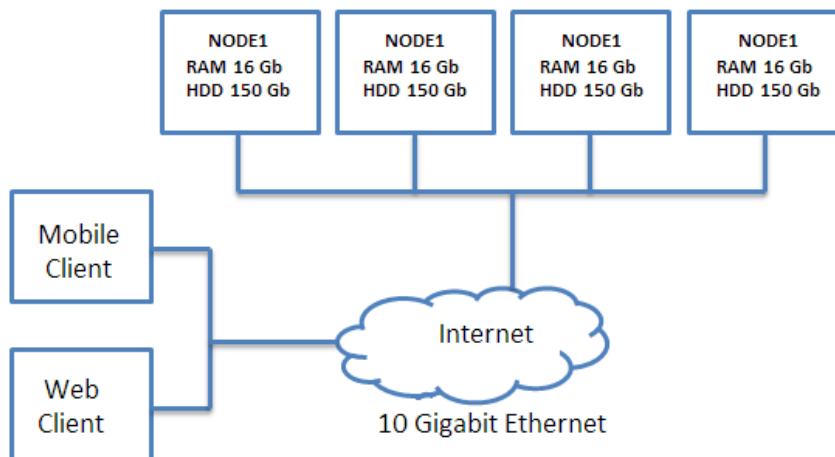 NODE1
RAM 16 Gb
HDD 150 Gb
NODE1
RAM 16 Gb
HDD 150 Gb
NODE1
RAM 16 Gb
HDD 150 Gb
NODE1
RAM 16 Gb
HDD 150 Gb
Mobile
Client
Internet
Web
Client
10 Gigabit Ethernet